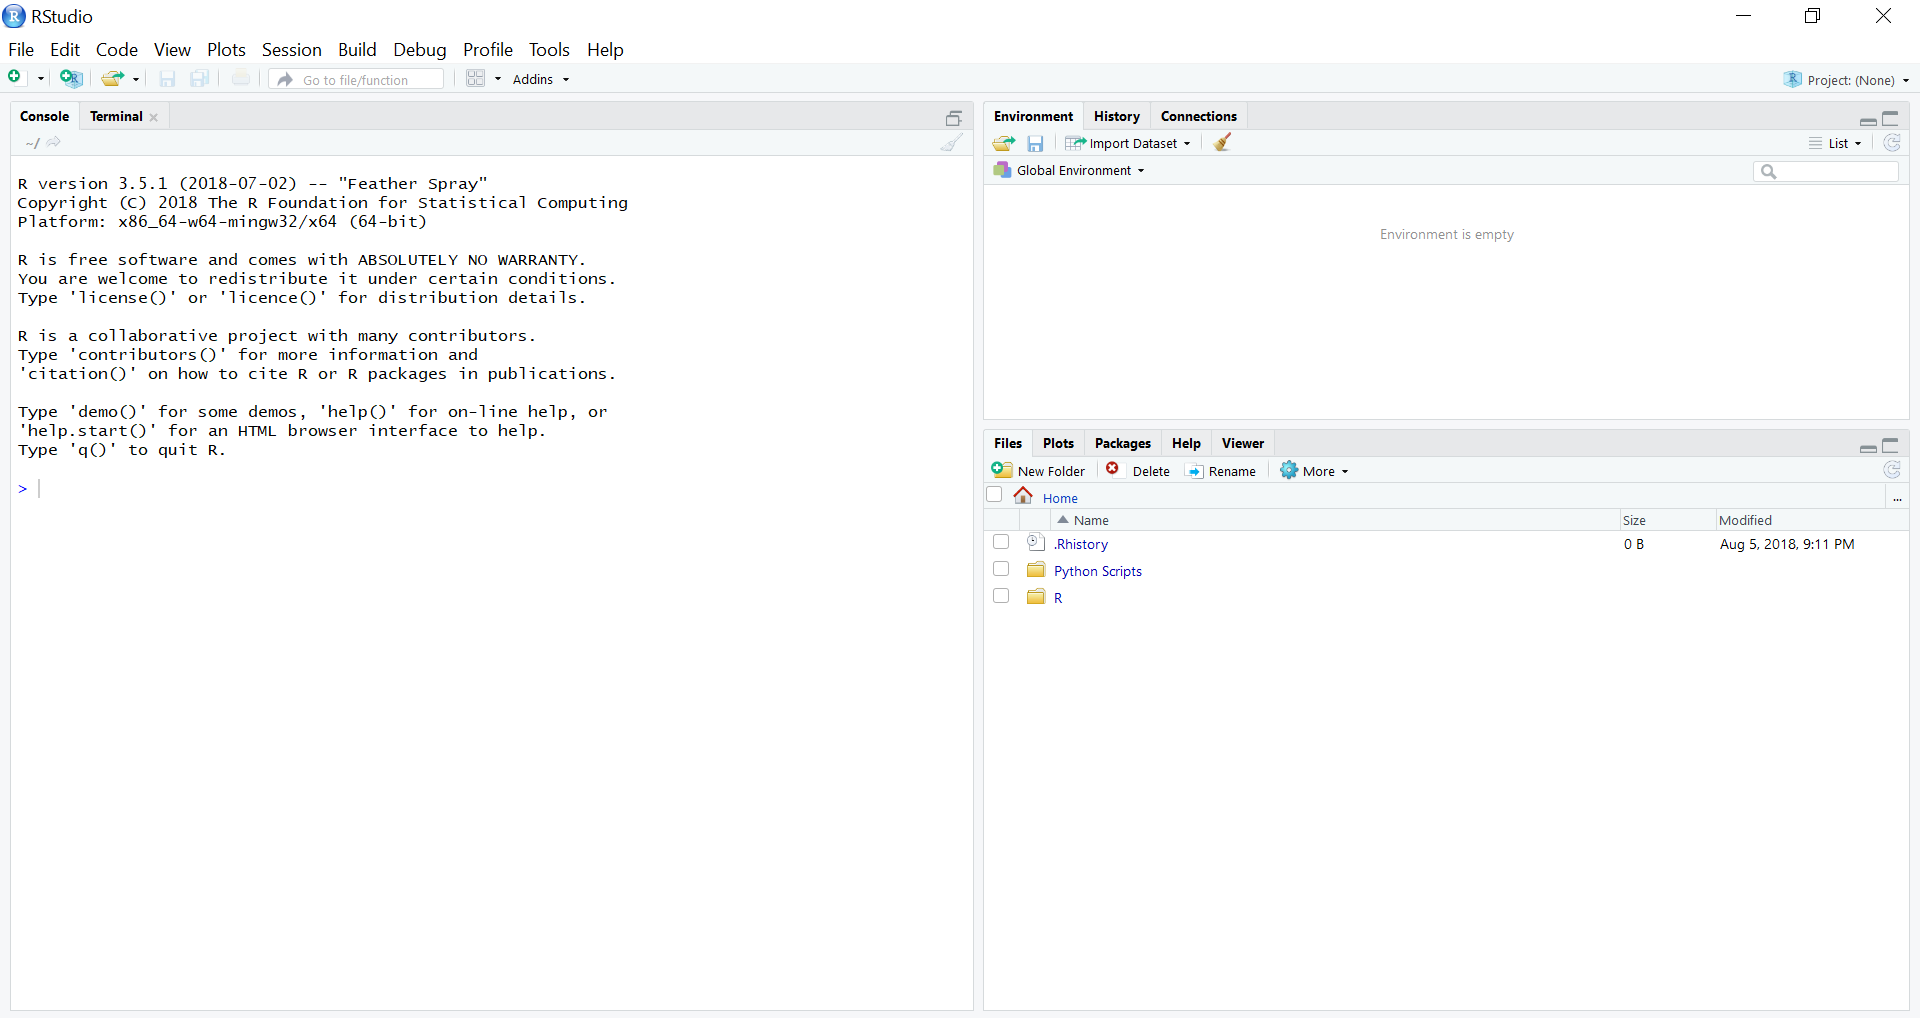 RStudio
File Edit Code View Plots Session Build Debug Profile Tools Help
Go to file/function Addins Project: (None)
Console Terminal
~/
R version 3.5.1 (2018-07-02) -- "Feather Spray"
Copyright (C) 2018 The R Foundation for Statistical Computing
Platform: x86_64-w64-mingw32/x64 (64-bit)
R is free software and comes with ABSOLUTELY NO WARRANTY.
You are welcome to redistribute it under certain conditions.
Type 'license()' or 'licence()' for distribution details.
R is a collaborative project with many contributors.
Type 'contributors()' for more information and
'citation()' on how to cite R or R packages in publications.
Type 'demo()' for some demos, 'help()' for on-line help, or
'help.start()' for an HTML browser interface to help.
Type 'q()' to quit R.
>
Environment History Connections
Import Dataset List
Global Environment
Environment is empty
Files Plots Packages Help Viewer
New Folder Delete Rename More
Home ...
Name Size Modified
.Rhistory 0 B Aug 5, 2018, 9:11 PM
Python Scripts
R